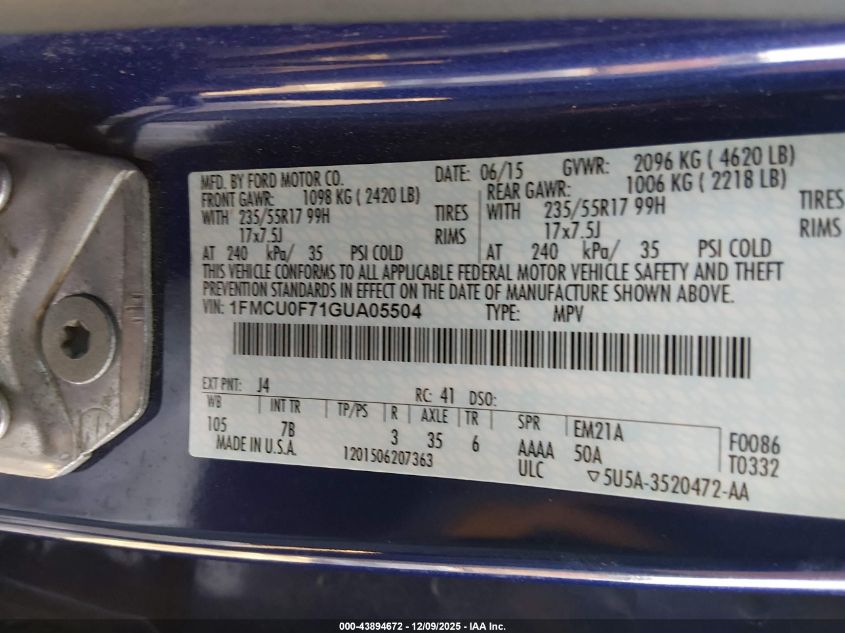 MFD. BY FORD MOTOR CO. DATE: 06/15 GVWR: 2096 KG ( 4620 LB)
FRONT GAWR: 1098 KG ( 2420 LB) REAR GAWR: 1006 KG ( 2218 LB)
WITH 235/55R17 99H TIRES WITH 235/55R17 99H TIRES
17x7.5J RIMS 17x7.5J RIMS
AT 240 kPa/ 35 PSI COLD AT 240 kPa/ 35 PSI COLD
THIS VEHICLE CONFORMS TO ALL APPLICABLE FEDERAL MOTOR VEHICLE SAFETY AND THEFT
PREVENTION STANDARDS IN EFFECT ON THE DATE OF MANUFACTURE SHOWN ABOVE.
VIN: 1FMCU0F71GUA05504 TYPE: MPV
EXT PNT: J4 RC: 41 DSO:
WB INT TR TP/PS R AXLE TR SPR EM21A F0086
105 7B 3 35 6 AAAA 50A T0332
MADE IN U.S.A. 1201506207363 ULC ▽5U5A-3520472-AA
000-43894672 - 12/09/2025 - IAA Inc.